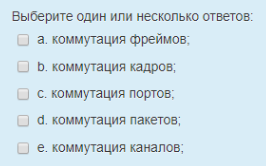 Выберите один или несколько ответов:
a. коммутация фреймов;
b. коммутация кадров;
c. коммутация портов;
d. коммутация пакетов;
e. коммутация каналов;